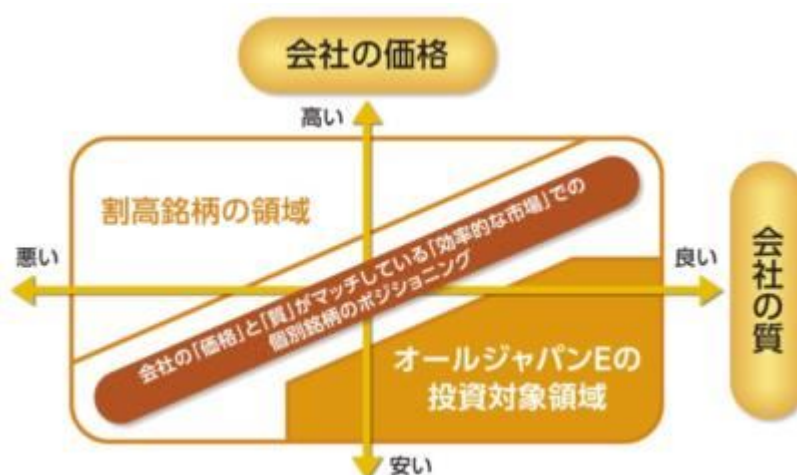 会社の価格
高い
割高銘柄の領域
悪い
会社の「価格」と「質」がマッチしている「効率的な市場」での
個別銘柄のポジショニング
良い
会社の質
オールジャパンEの
投資対象領域
安い